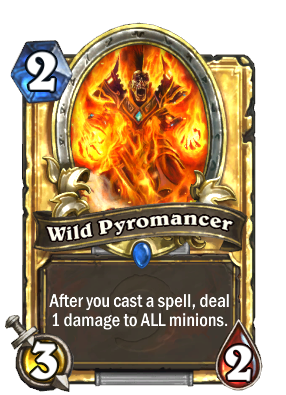 2
Wild Pyromancer
After you cast a spell, deal
1 damage to ALL minions.
3
2